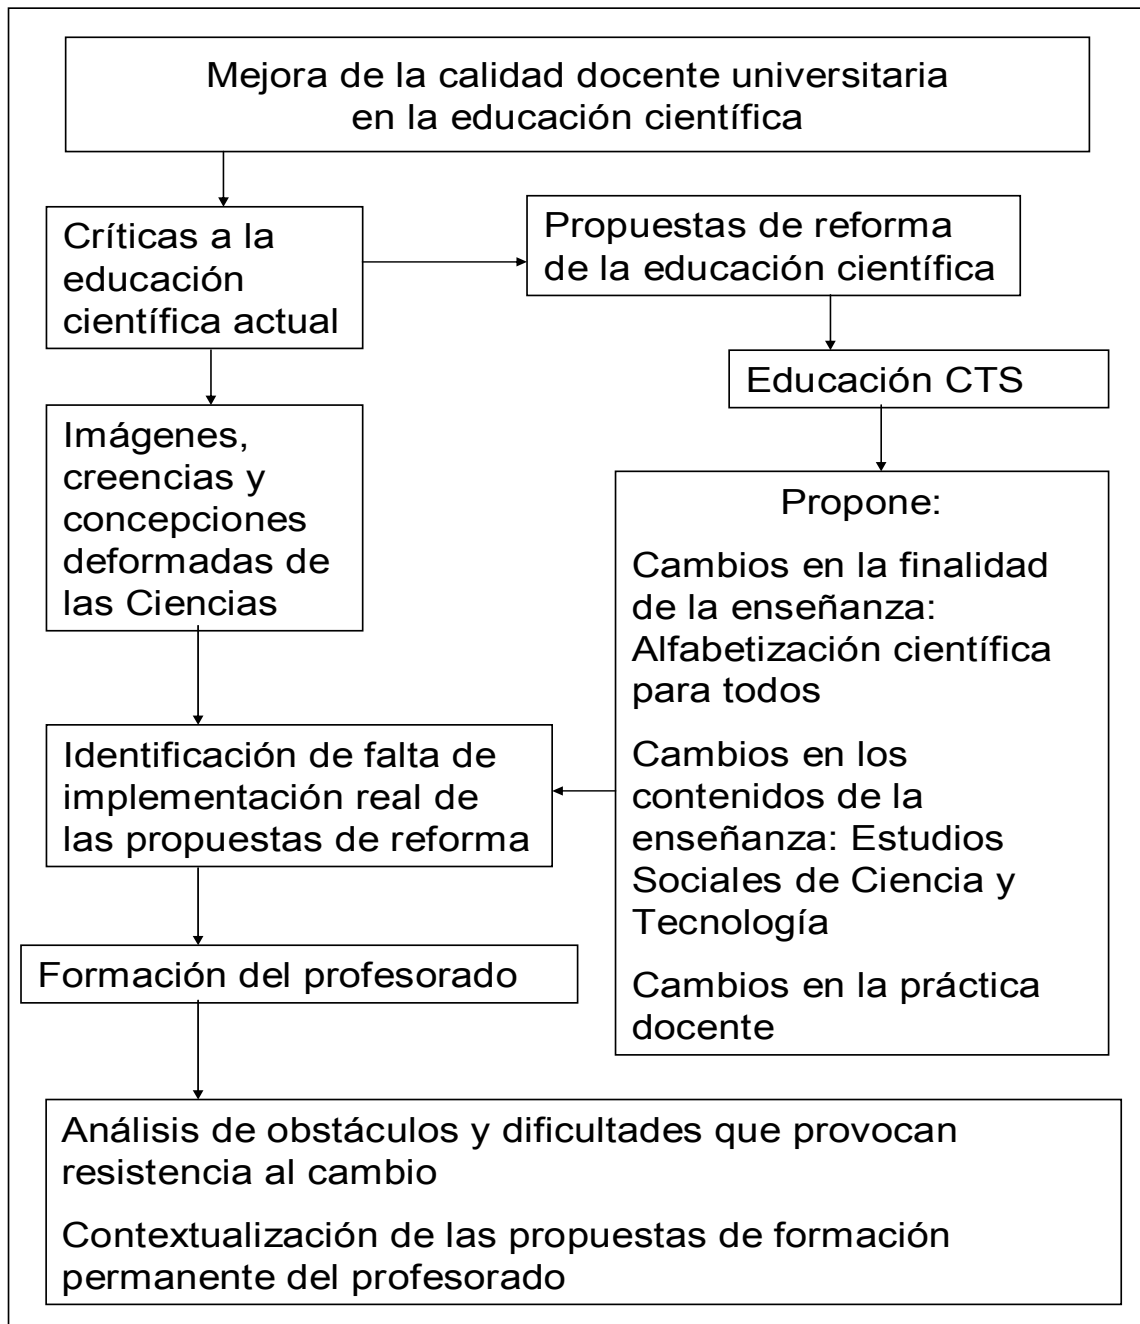 Mejora de la calidad docente universitaria
en la educación científica
Críticas a la
educación
científica actual
Propuestas de reforma
de la educación científica
Educación CTS
Imágenes,
creencias y
concepciones
deformadas de
las Ciencias
Propone:
Cambios en la finalidad
de la enseñanza:
Alfabetización científica
para todos
Cambios en los
contenidos de la
enseñanza: Estudios
Sociales de Ciencia y
Tecnología
Cambios en la práctica
docente
Identificación de falta de
implementación real de
las propuestas de reforma
Formación del profesorado
Análisis de obstáculos y dificultades que provocan
resistencia al cambio
Contextualización de las propuestas de formación
permanente del profesorado